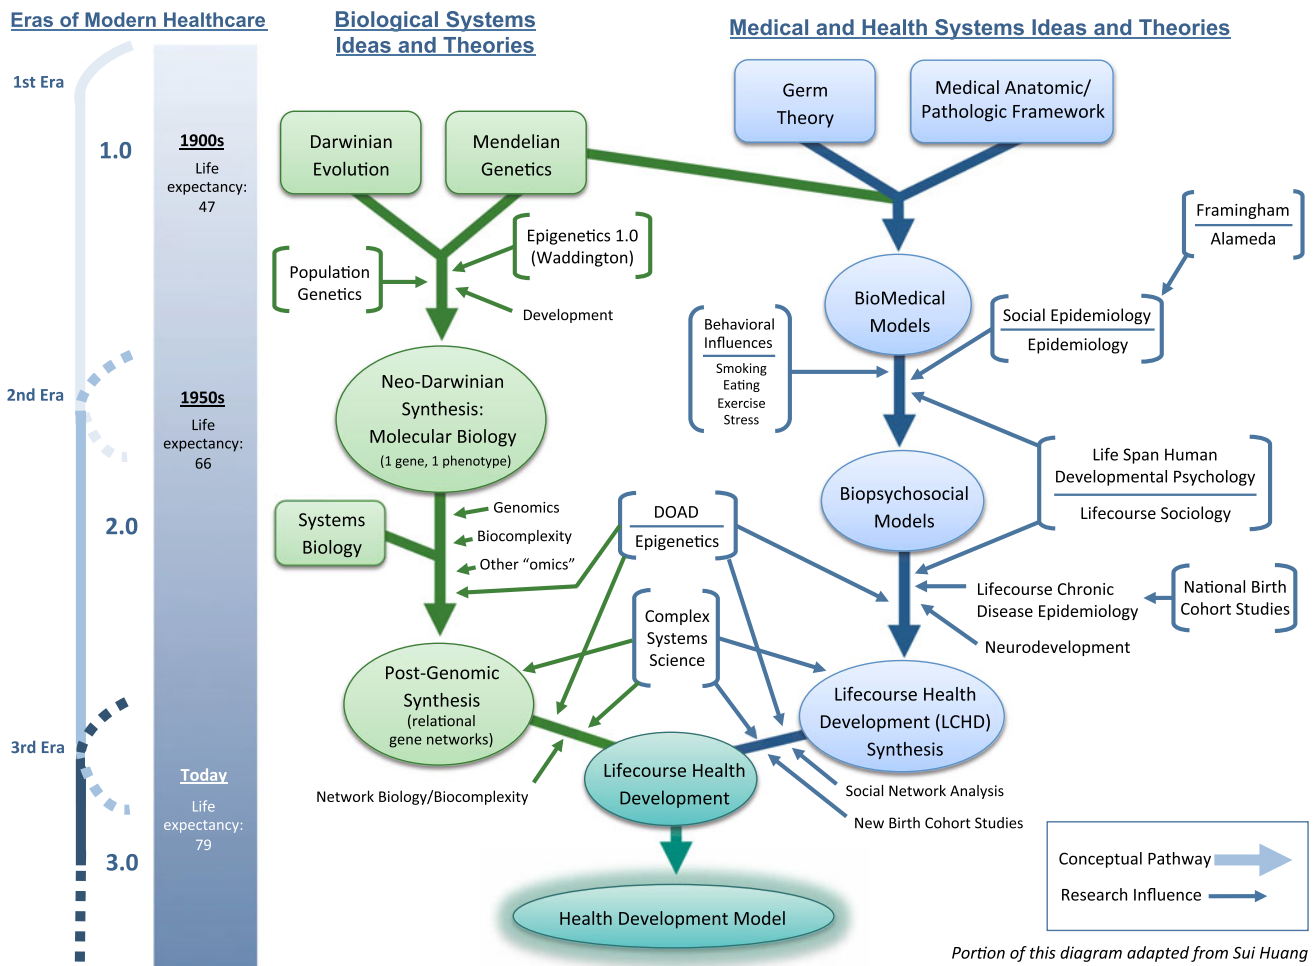 Eras of Modern Healthcare
1st Era
1.0
2nd Era
2.0
3rd Era
3.0
1900s
Life
expectancy:
47
1950s
Life
expectancy:
66
Today
Life
expectancy:
79
Biological Systems
Ideas and Theories
Darwinian
Evolution
Mendelian
Genetics
Population
Genetics
Epigenetics 1.0
(Waddington)
Development
Neo-Darwinian
Synthesis:
Molecular Biology
(1 gene, 1 phenotype)
Systems
Biology
Genomics
Biocomplexity
Other “omics”
DOAD
Epigenetics
Complex
Systems
Science
Post-Genomic
Synthesis
(relational
gene networks)
Network Biology/Biocomplexity
Medical and Health Systems Ideas and Theories
Germ
Theory
Medical Anatomic/
Pathologic Framework
Framingham
Alameda
BioMedical
Models
Social Epidemiology
Epidemiology
Behavioral
Influences
Smoking
Eating
Exercise
Stress
Life Span Human
Developmental Psychology
Lifecourse Sociology
Biopsychosocial
Models
Lifecourse Chronic
Disease Epidemiology
National Birth
Cohort Studies
Neurodevelopment
Lifecourse Health
Development (LCHD)
Synthesis
Social Network Analysis
New Birth Cohort Studies
Lifecourse Health
Development
Health Development Model
Conceptual Pathway
Research Influence
Portion of this diagram adapted from Sui Huang